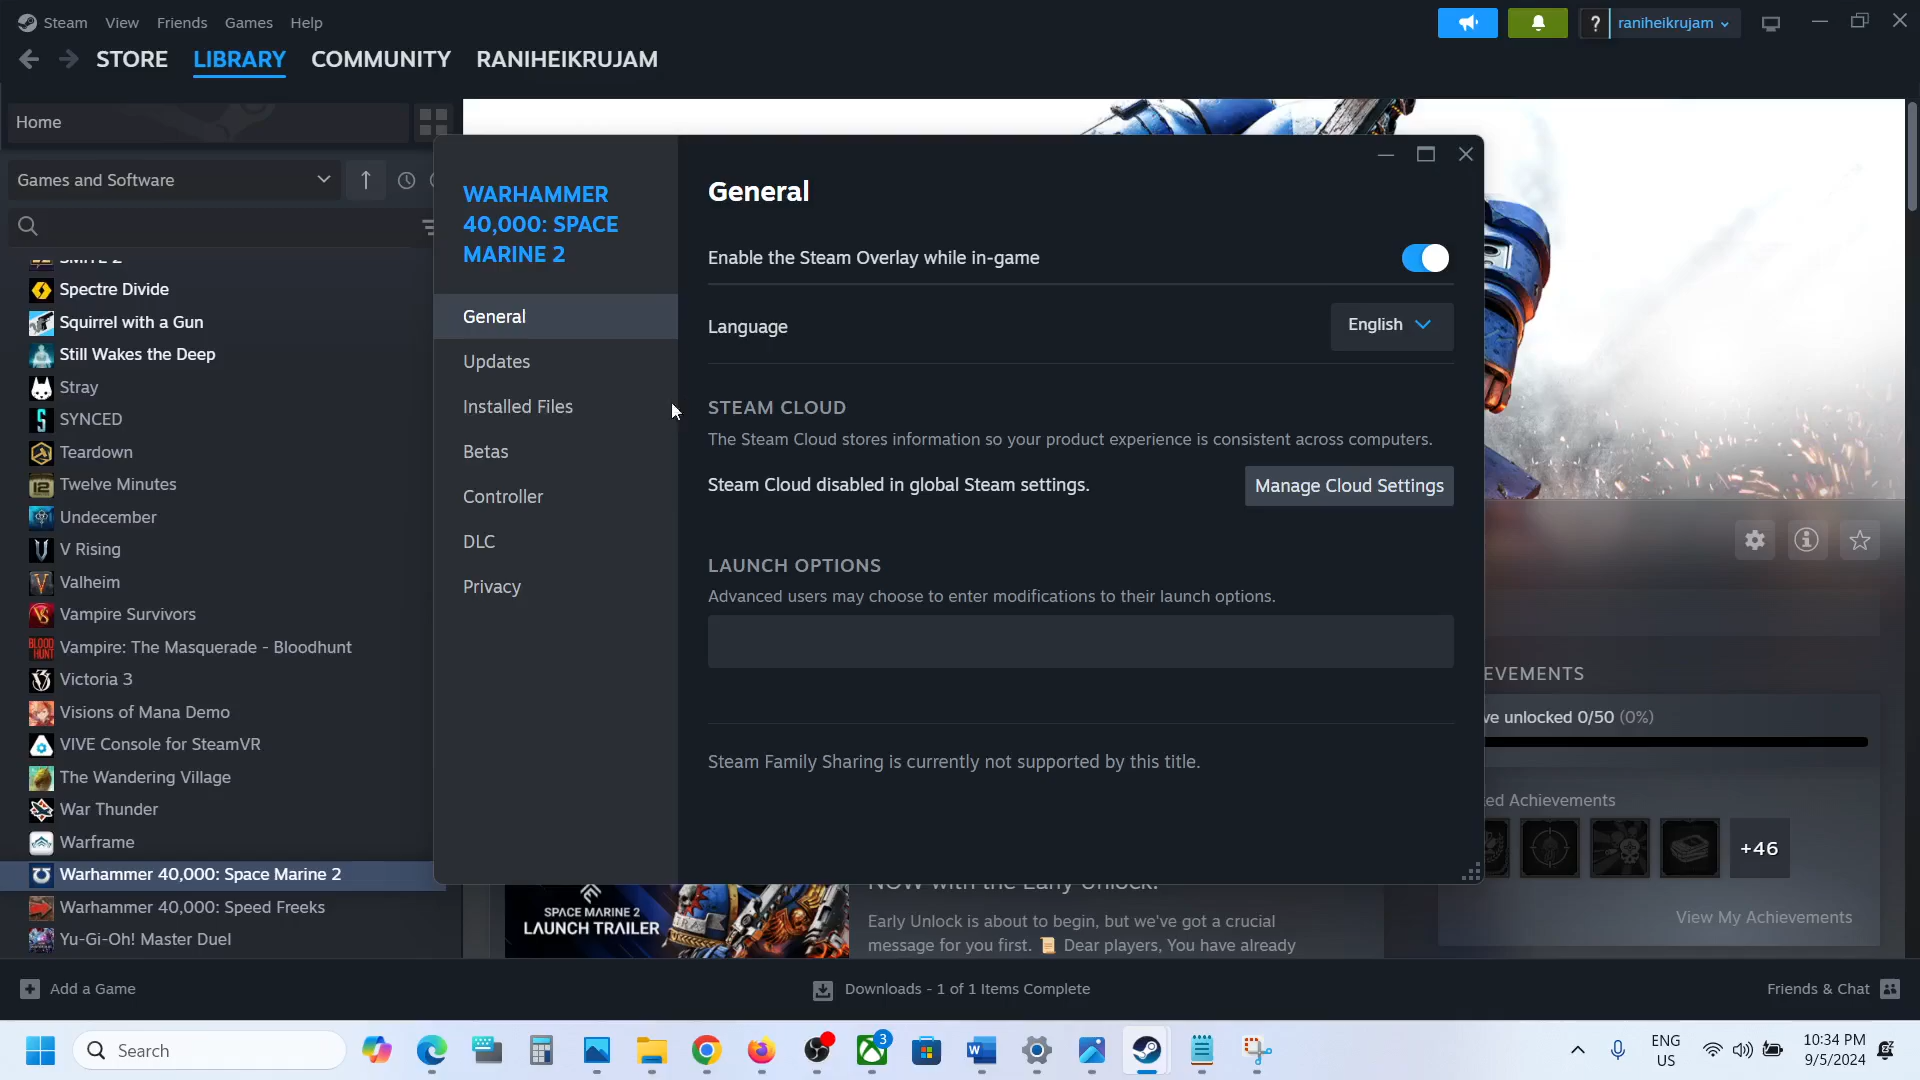 Steam View Friends Games Help
? raniheikrujam
STORE LIBRARY COMMUNITY RANIHEIKRUJAM
Home
Games and Software
Spectre Divide
Squirrel with a Gun
Still Wakes the Deep
Stray
SYNCED
Teardown
Twelve Minutes
Undecember
V Rising
Valheim
Vampire Survivors
Vampire: The Masquerade - Bloodhunt
Victoria 3
Visions of Mana Demo
VIVE Console for SteamVR
The Wandering Village
War Thunder
Warframe
Warhammer 40,000: Space Marine 2
Warhammer 40,000: Speed Freeks
Yu-Gi-Oh! Master Duel
WARHAMMER
40,000: SPACE
MARINE 2
General
Updates
Installed Files
Betas
Controller
DLC
Privacy
General
Enable the Steam Overlay while in-game
Language English
STEAM CLOUD
The Steam Cloud stores information so your product experience is consistent across computers.
Steam Cloud disabled in global Steam settings. Manage Cloud Settings
LAUNCH OPTIONS
Advanced users may choose to enter modifications to their launch options.
Steam Family Sharing is currently not supported by this title.
EVEMENTS
ve unlocked 0/50 (0%)
ed Achievements
+46
View My Achievements
SPACE MARINE 2
LAUNCH TRAILER
NOW with the Early Unlock.
Early Unlock is about to begin, but we've got a crucial
message for you first. 📜 Dear players, You have already
Add a Game
Downloads - 1 of 1 Items Complete
Friends & Chat
Search
3
ENG
US
10:34 PM
9/5/2024